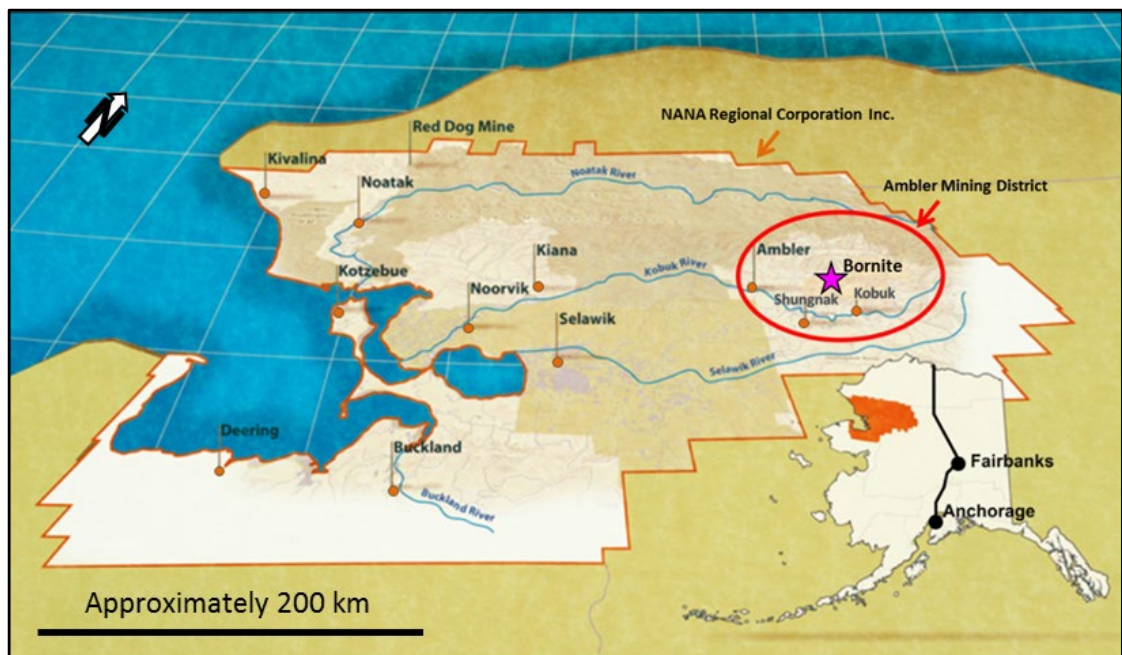 NANA Regional Corporation Inc.
Red Dog Mine
Kivalina
Noatak
Noatak River
Ambler Mining District
Kiana
Kobuk River
Ambler
Bornite
Kotzebue
Noorvik
Shungnak
Kobuk
Selawik
Selawik River
Deering
Buckland
Buckland River
Fairbanks
Anchorage
Approximately 200 km
N